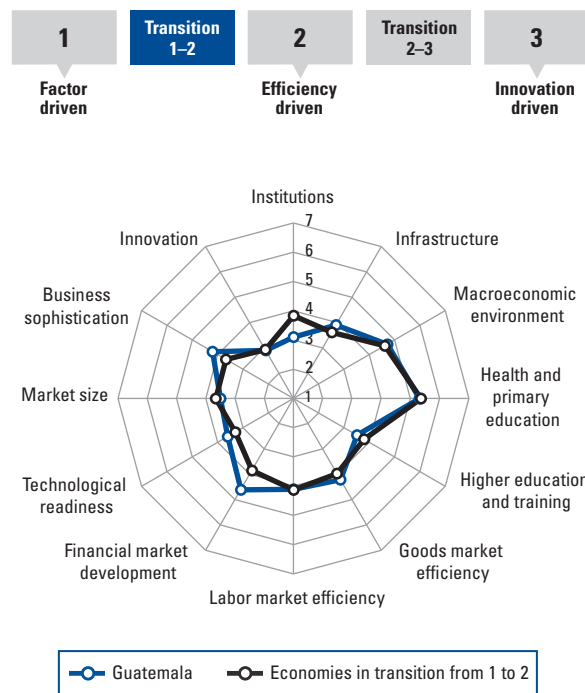 1
Transition
1–2
2
Transition
2–3
3
Factor
driven
Efficiency
driven
Innovation
driven
Institutions
7
Innovation
Infrastructure
6
5
Business
sophistication
Macroeconomic
environment
4
3
2
Market size
1
Health and
primary
education
Technological
readiness
Higher education
and training
Financial market
development
Goods market
efficiency
Labor market efficiency
Guatemala
Economies in transition from 1 to 2